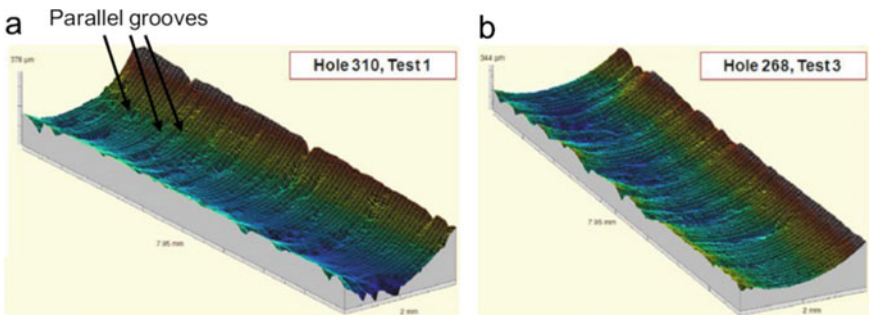 a
Parallel grooves
Hole 310, Test 1
378 µm
7.95 mm
2 mm
b
Hole 268, Test 3
344 µm
7.95 mm
2 mm